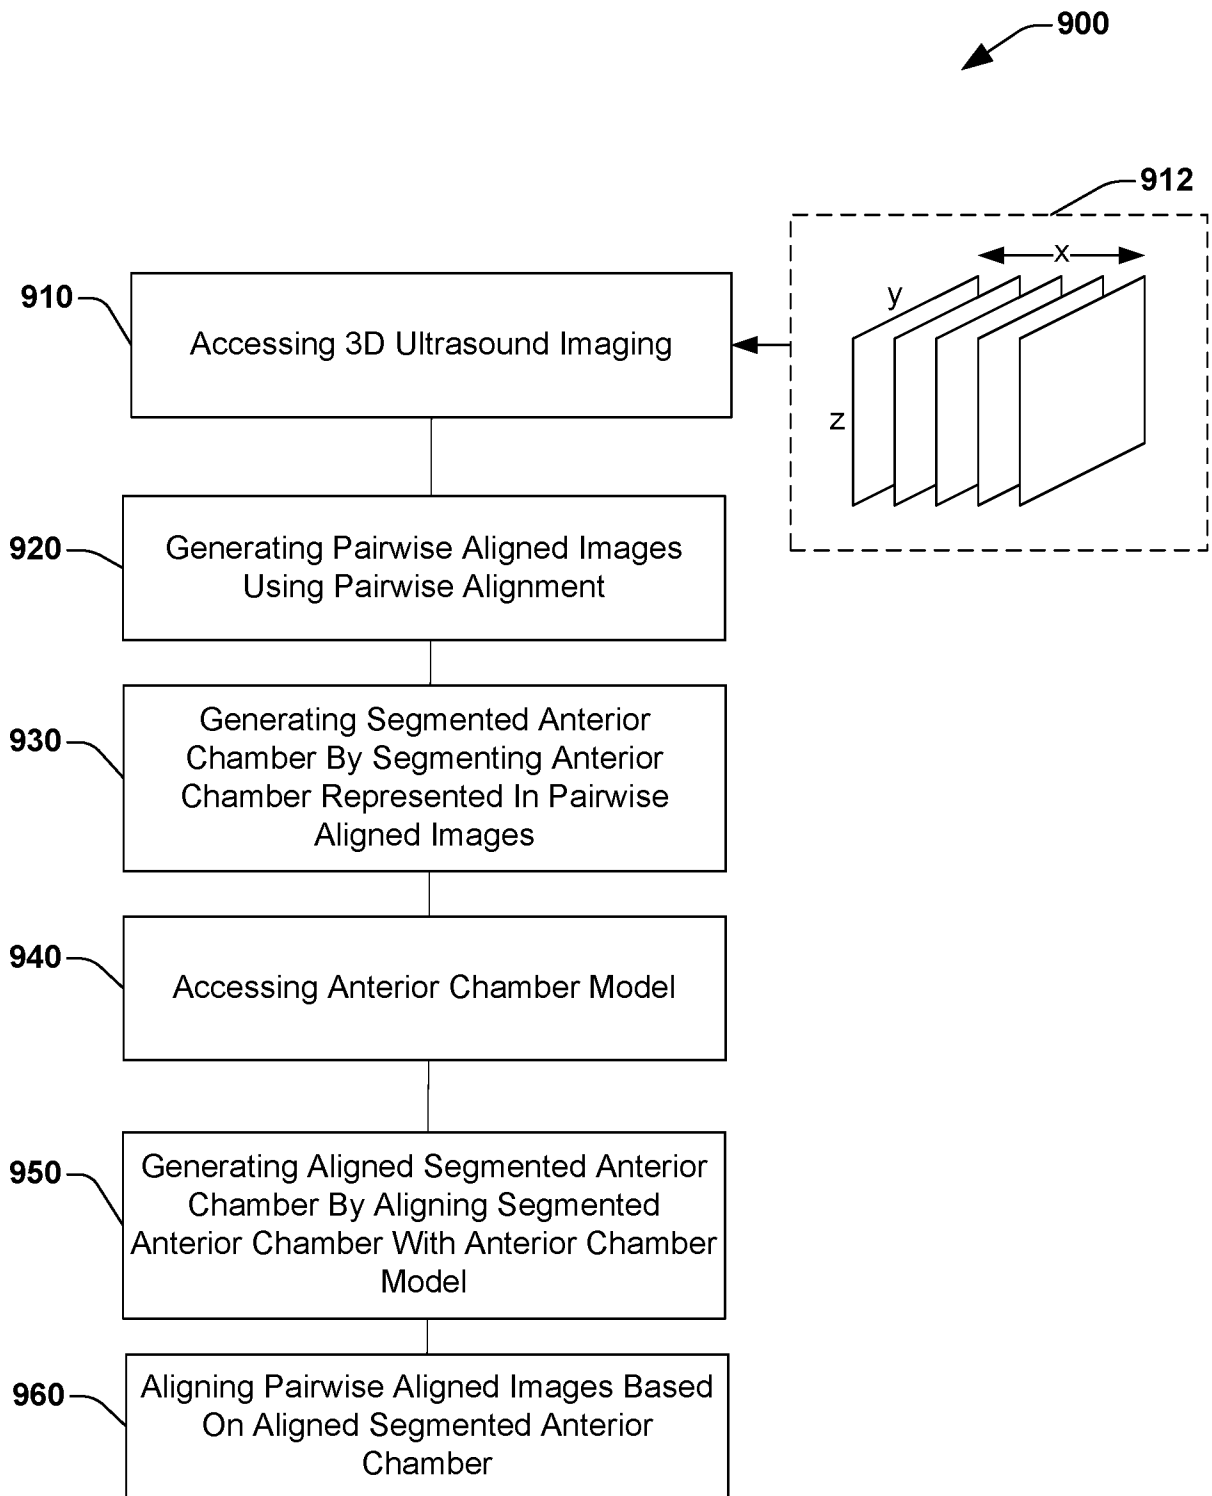 900
912
x
y
z
910
Accessing 3D Ultrasound Imaging
920
Generating Pairwise Aligned Images
Using Pairwise Alignment
930
Generating Segmented Anterior
Chamber By Segmenting Anterior
Chamber Represented In Pairwise
Aligned Images
940
Accessing Anterior Chamber Model
950
Generating Aligned Segmented Anterior
Chamber By Aligning Segmented
Anterior Chamber With Anterior Chamber
Model
960
Aligning Pairwise Aligned Images Based
On Aligned Segmented Anterior
Chamber